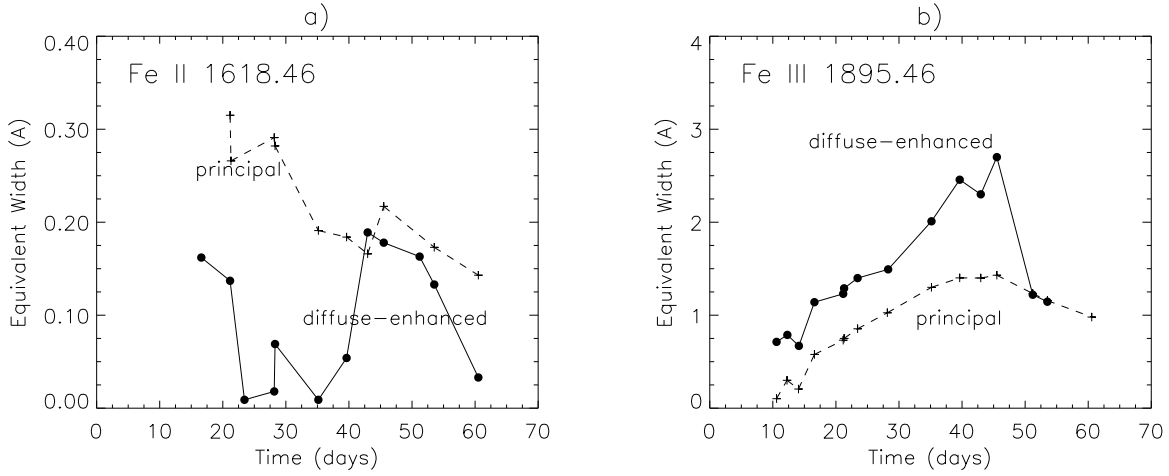 a)
Fe II 1618.46
Equivalent Width (A)
0.40
0.30
0.20
0.10
0.00
principal
diffuse-enhanced
0 10 20 30 40 50 60 70
Time (days)
b)
Fe III 1895.46
Equivalent Width (A)
4
3
2
1
0
diffuse-enhanced
principal
0 10 20 30 40 50 60 70
Time (days)